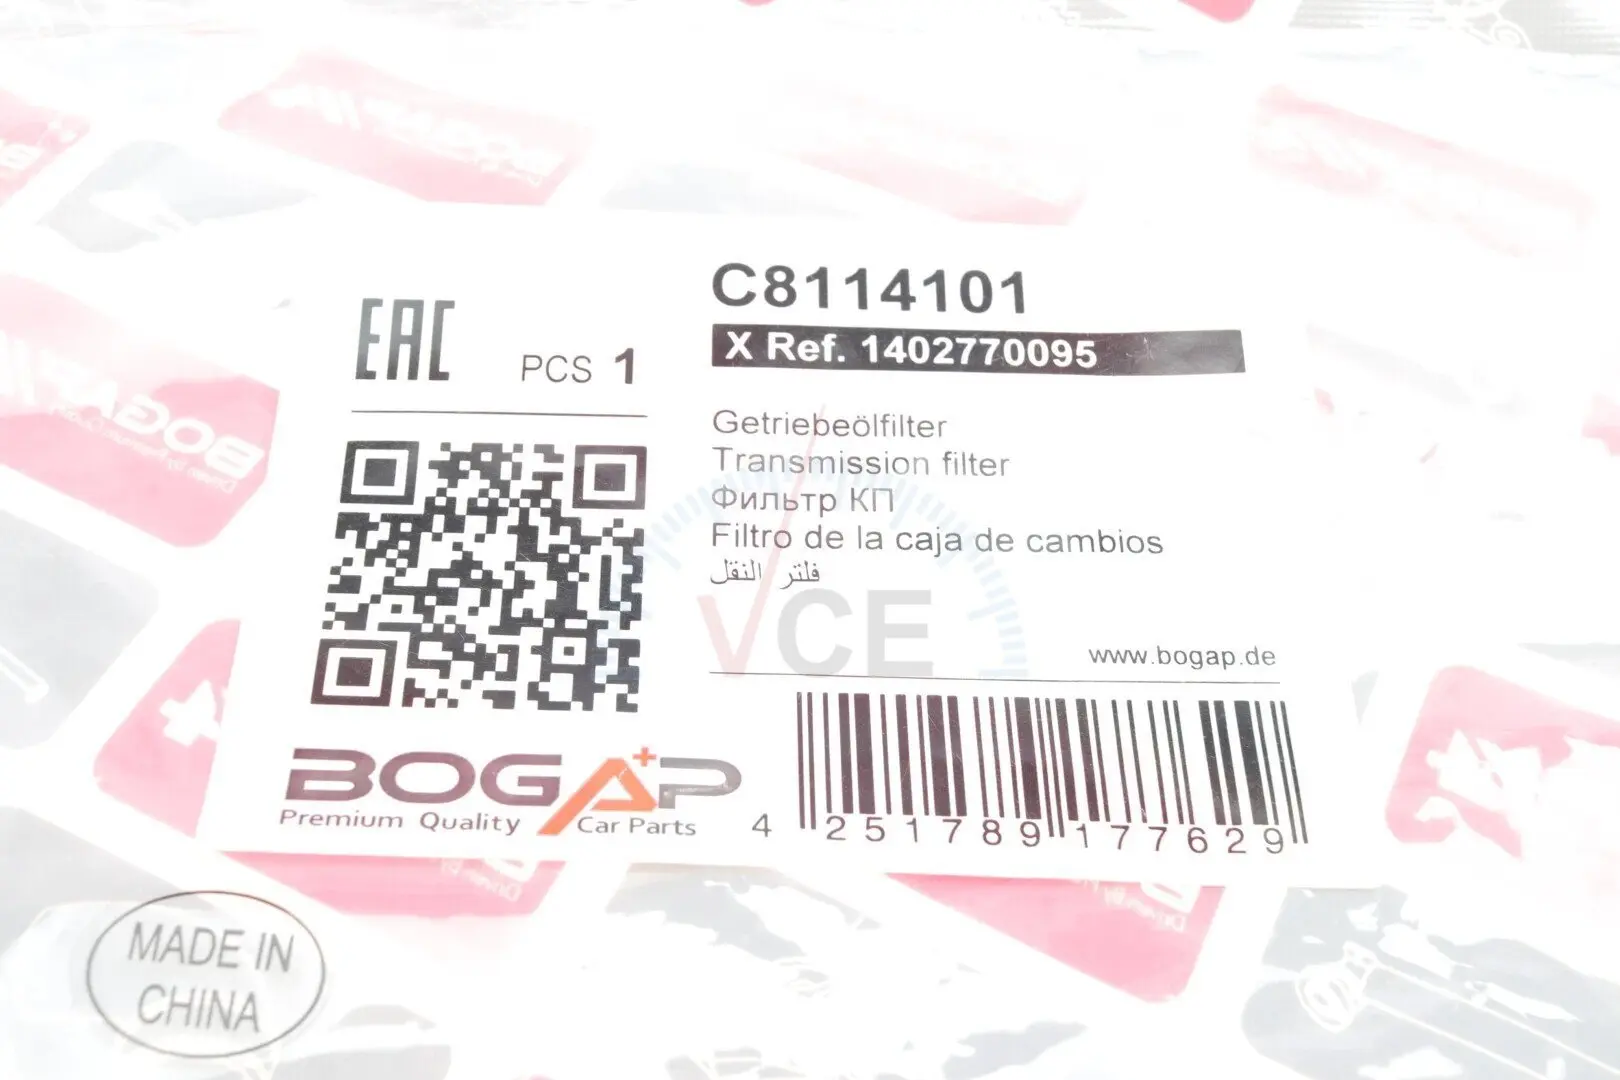 EAC
PCS 1
C8114101
X Ref. 1402770095
Getriebeölfilter
Transmission filter
Фильтр КП
Filtro de la caja de cambios
فلتر النقل
VCE
www.bogap.de
BOGAP
Premium Quality Car Parts
4 251789 177629
MADE IN
CHINA
BOGAP